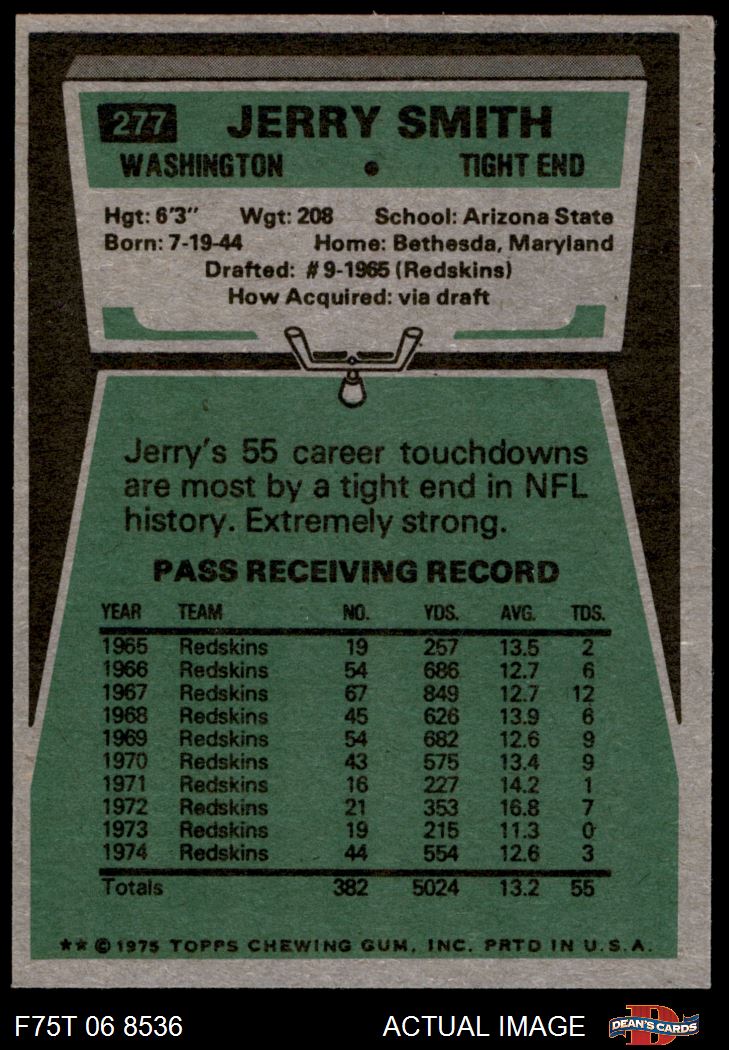 277 JERRY SMITH
WASHINGTON • TIGHT END
Hgt: 6'3" Wgt: 208 School: Arizona State
Born: 7-19-44 Home: Bethesda, Maryland
Drafted: #9-1965 (Redskins)
How Acquired: via draft
Jerry's 55 career touchdowns
are most by a tight end in NFL
history. Extremely strong.
PASS RECEIVING RECORD
YEAR TEAM NO. YDS. AVG. TDS.
1965 Redskins 19 257 13.5 2
1966 Redskins 54 686 12.7 6
1967 Redskins 67 849 12.7 12
1968 Redskins 45 626 13.9 6
1969 Redskins 54 682 12.6 9
1970 Redskins 43 575 13.4 9
1971 Redskins 16 227 14.2 1
1972 Redskins 21 353 16.8 7
1973 Redskins 19 215 11.3 0
1974 Redskins 44 554 12.6 3
Totals 382 5024 13.2 55
** © 1975 TOPPS CHEWING GUM, INC. PRTD IN U.S.A.
F75T 06 8536 ACTUAL IMAGE D DEAN'S CARDS